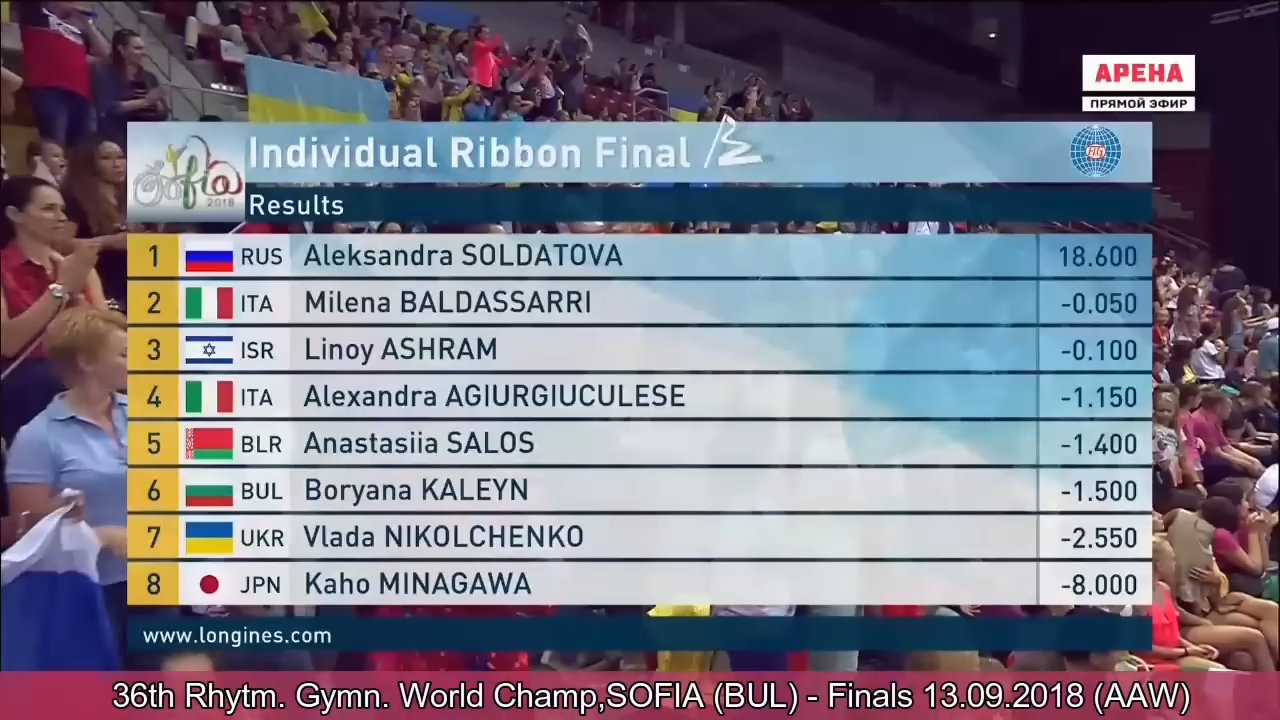 АРЕНА
ПРЯМОЙ ЭФИР
Sofia
2018
Individual Ribbon Final
FIG
Results
1 RUS Aleksandra SOLDATOVA 18.600
2 ITA Milena BALDASSARRI -0.050
3 ISR Linoy ASHRAM -0.100
4 ITA Alexandra AGIURGIUCULESE -1.150
5 BLR Anastasiia SALOS -1.400
6 BUL Boryana KALEYN -1.500
7 UKR Vlada NIKOLCHENKO -2.550
8 JPN Kaho MINAGAWA -8.000
www.longines.com
36th Rhytm. Gymn. World Champ,SOFIA (BUL) - Finals 13.09.2018 (AAW)